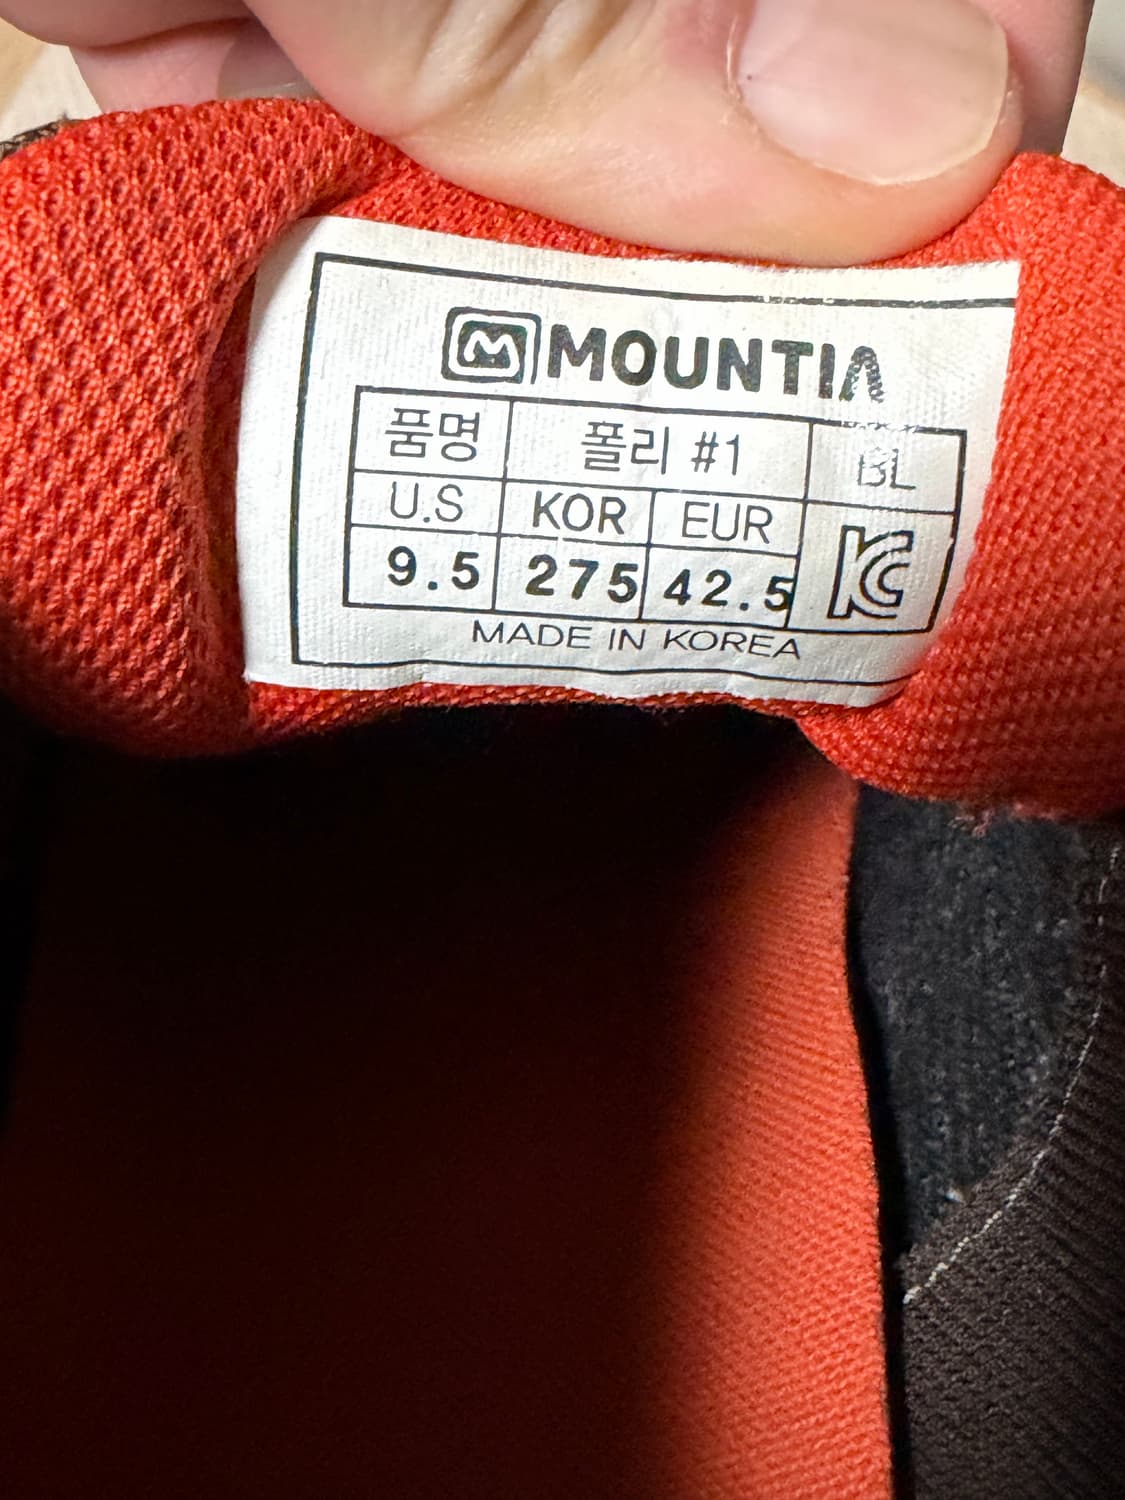 MOUNTIA
품명 폴리 #1 BL
U.S KOR EUR
9.5 275 42.5
MADE IN KOREA